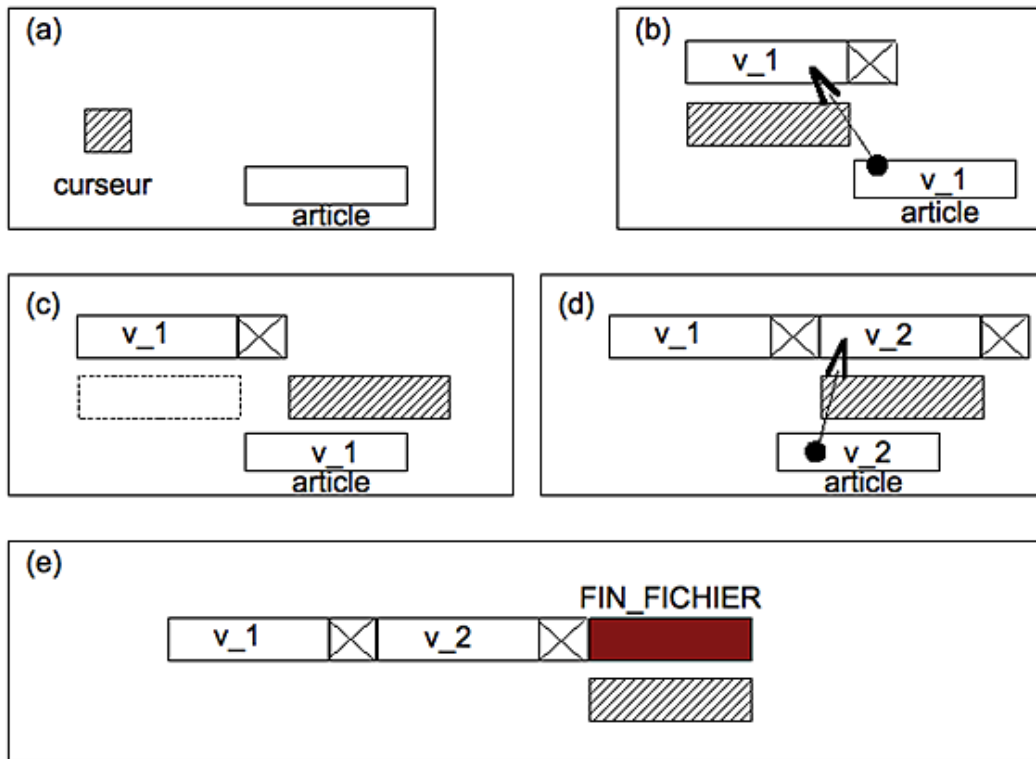 (a)
curseur
article
(b)
v_1
v_1
article
(c)
v_1
v_1
article
(d)
v_1 v_2
v_2
article
(e)
FIN_FICHIER
v_1 v_2